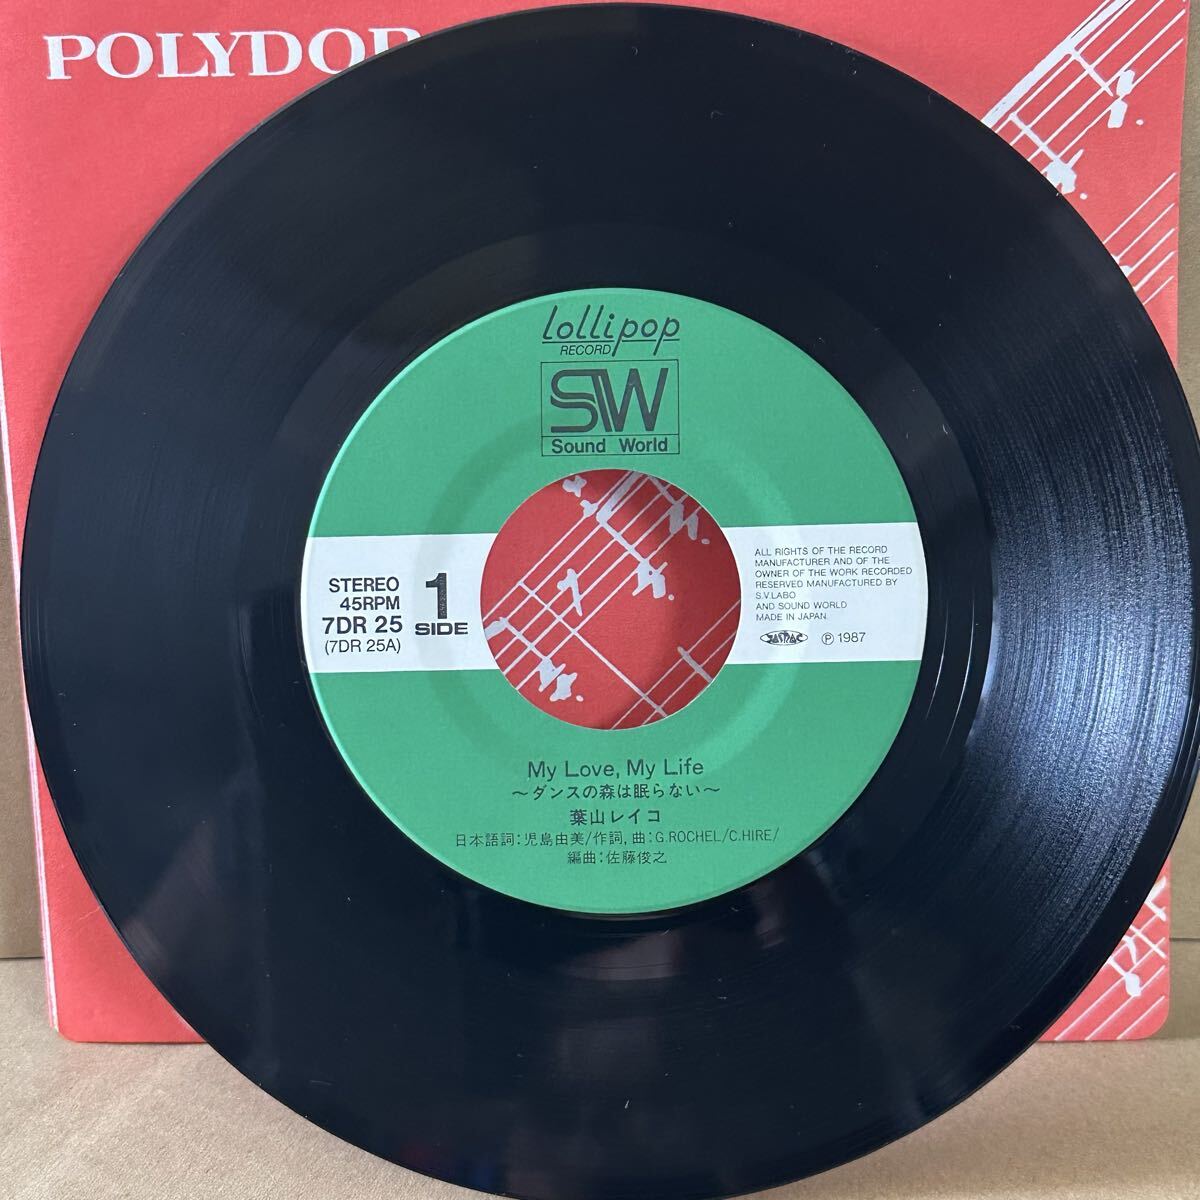 POLYDOR
lollipop
RECORD
SW
Sound World
STEREO
45RPM
7DR 25
(7DR 25A)
1
SIDE
ALL RIGHTS OF THE RECORD
MANUFACTURER AND OF THE
OWNER OF THE WORK RECORDED
RESERVED MANUFACTURED BY
S.V.LABO
AND SOUND WORLD
MADE IN JAPAN.
JASRAC
℗ 1987
My Love, My Life
〜ダンスの森は眠らない〜
葉山レイコ
日本語詞:児島由美/作詞,曲:G.ROCHEL/C.HIRE/
編曲:佐藤俊之